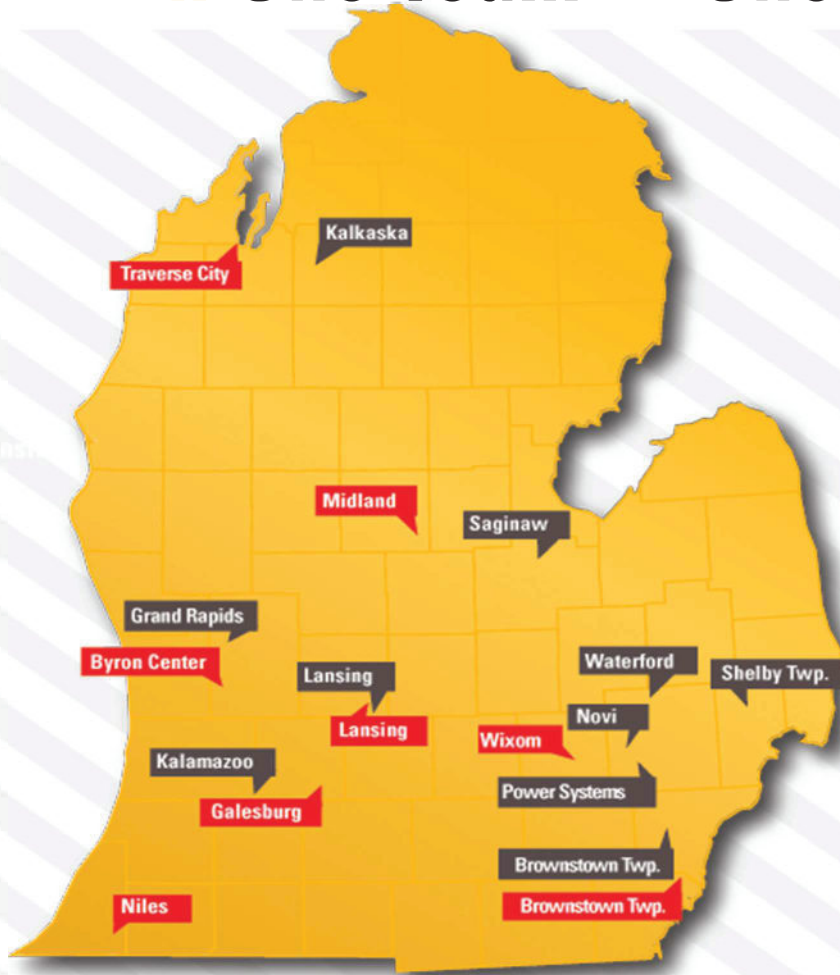 Kalkaska
Traverse City
Midland
Saginaw
Grand Rapids
Byron Center
Lansing
Waterford
Shelby Twp.
Novi
Lansing
Wixom
Kalamazoo
Power Systems
Galesburg
Brownstown Twp.
Niles
Brownstown Twp.